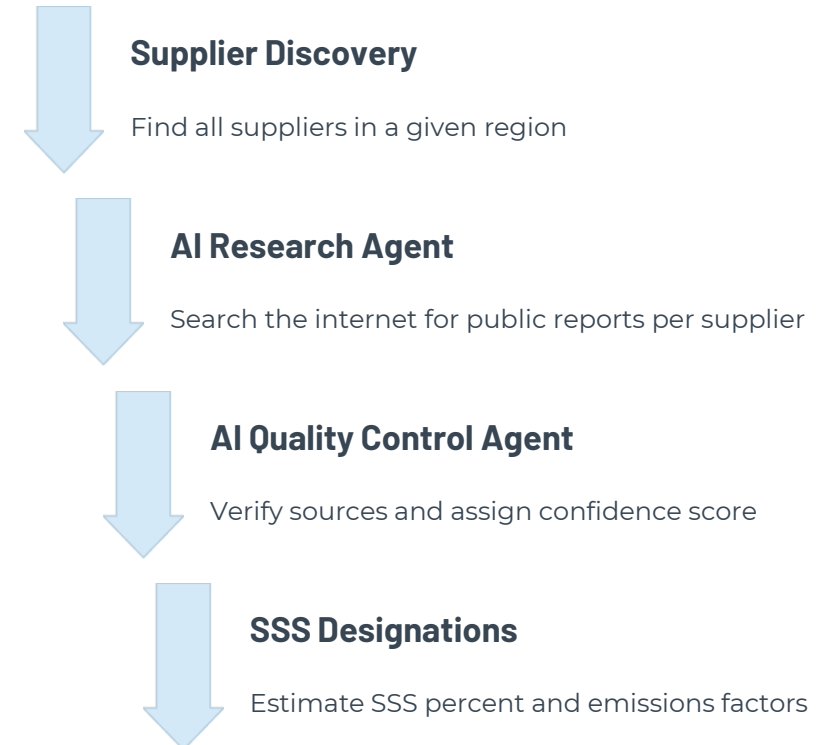 Supplier Discovery
Find all suppliers in a given region
AI Research Agent
Search the internet for public reports per supplier
AI Quality Control Agent
Verify sources and assign confidence score
SSS Designations
Estimate SSS percent and emissions factors